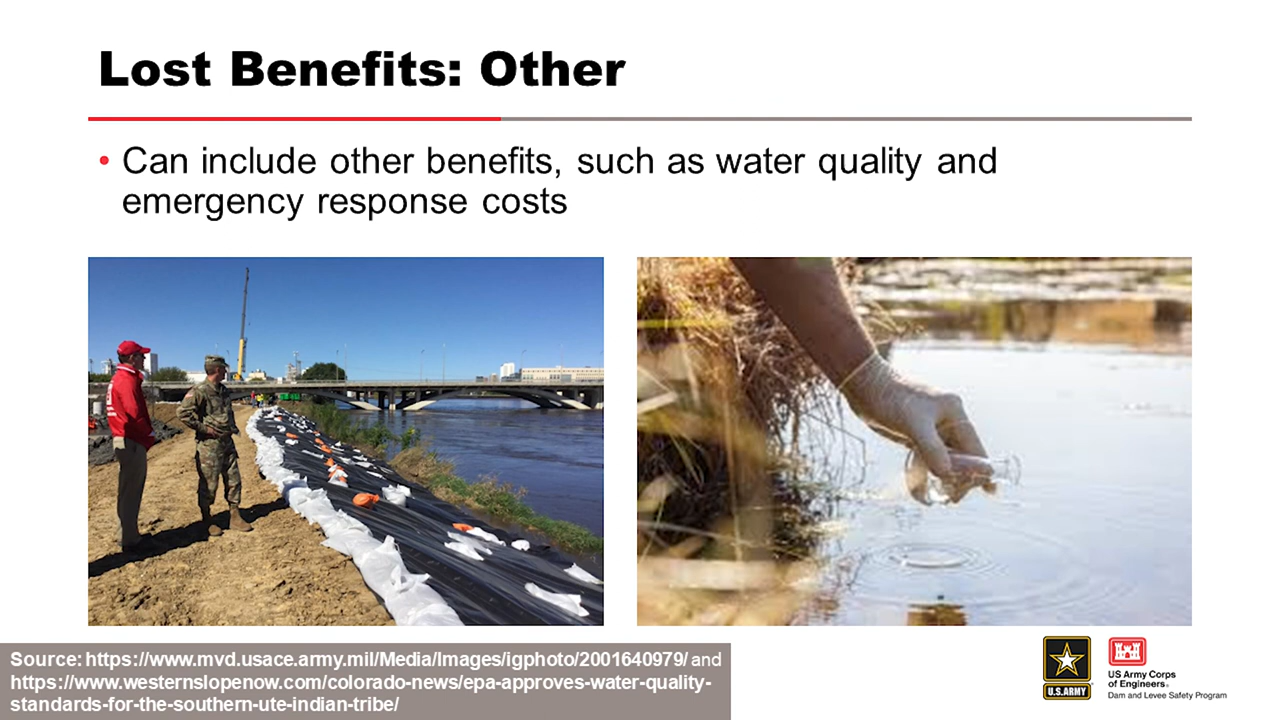 Lost Benefits: Other
• Can include other benefits, such as water quality and
emergency response costs
Source: https://www.mvd.usace.army.mil/Media/Images/igphoto/2001640979/ and
https://www.westernslopenow.com/colorado-news/epa-approves-water-quality-
standards-for-the-southern-ute-indian-tribe/
U.S.ARMY
US Army Corps
of Engineers®
Dam and Levee Safety Program